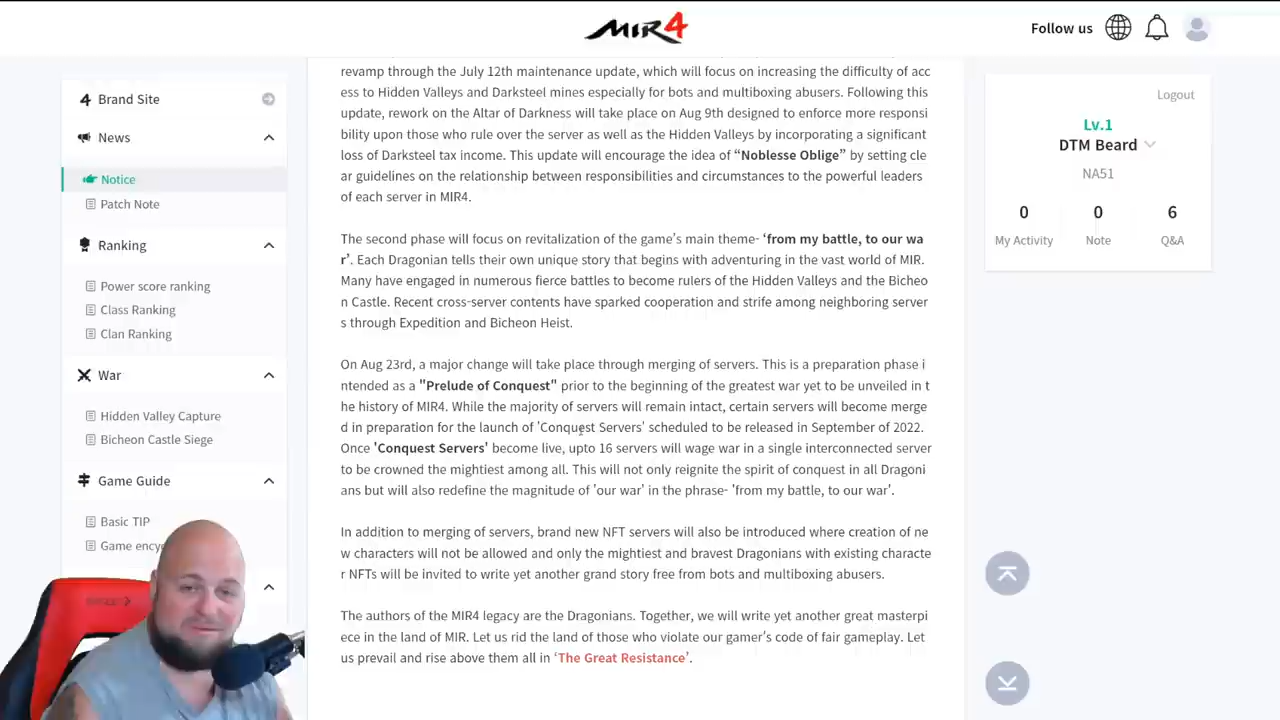 MIR4
Follow us
4 Brand Site
News
Notice
Patch Note
Ranking
Power score ranking
Class Ranking
Clan Ranking
War
Hidden Valley Capture
Bicheon Castle Siege
Game Guide
Basic TIP
Game ency
revamp through the July 12th maintenance update, which will focus on increasing the difficulty of acc
ess to Hidden Valleys and Darksteel mines especially for bots and multiboxing abusers. Following this
update, rework on the Altar of Darkness will take place on Aug 9th designed to enforce more responsi
bility upon those who rule over the server as well as the Hidden Valleys by incorporating a significant
loss of Darksteel tax income. This update will encourage the idea of “Noblesse Oblige” by setting cle
ar guidelines on the relationship between responsibilities and circumstances to the powerful leaders
of each server in MIR4.
The second phase will focus on revitalization of the game’s main theme- ‘from my battle, to our wa
r’. Each Dragonian tells their own unique story that begins with adventuring in the vast world of MIR.
Many have engaged in numerous fierce battles to become rulers of the Hidden Valleys and the Bicheo
n Castle. Recent cross-server contents have sparked cooperation and strife among neighboring server
s through Expedition and Bicheon Heist.
On Aug 23rd, a major change will take place through merging of servers. This is a preparation phase i
ntended as a "Prelude of Conquest" prior to the beginning of the greatest war yet to be unveiled in t
he history of MIR4. While the majority of servers will remain intact, certain servers will become merge
d in preparation for the launch of 'Conquest Servers' scheduled to be released in September of 2022.
Once 'Conquest Servers' become live, upto 16 servers will wage war in a single interconnected server
to be crowned the mightiest among all. This will not only reignite the spirit of conquest in all Dragoni
ans but will also redefine the magnitude of 'our war' in the phrase- 'from my battle, to our war'.
In addition to merging of servers, brand new NFT servers will also be introduced where creation of ne
w characters will not be allowed and only the mightiest and bravest Dragonians with existing characte
r NFTs will be invited to write yet another grand story free from bots and multiboxing abusers.
The authors of the MIR4 legacy are the Dragonians. Together, we will write yet another great masterpi
ece in the land of MIR. Let us rid the land of those who violate our gamer’s code of fair gameplay. Let
us prevail and rise above them all in ‘The Great Resistance’.
Logout
Lv.1
DTM Beard
NA51
0 0 6
My Activity Note Q&A